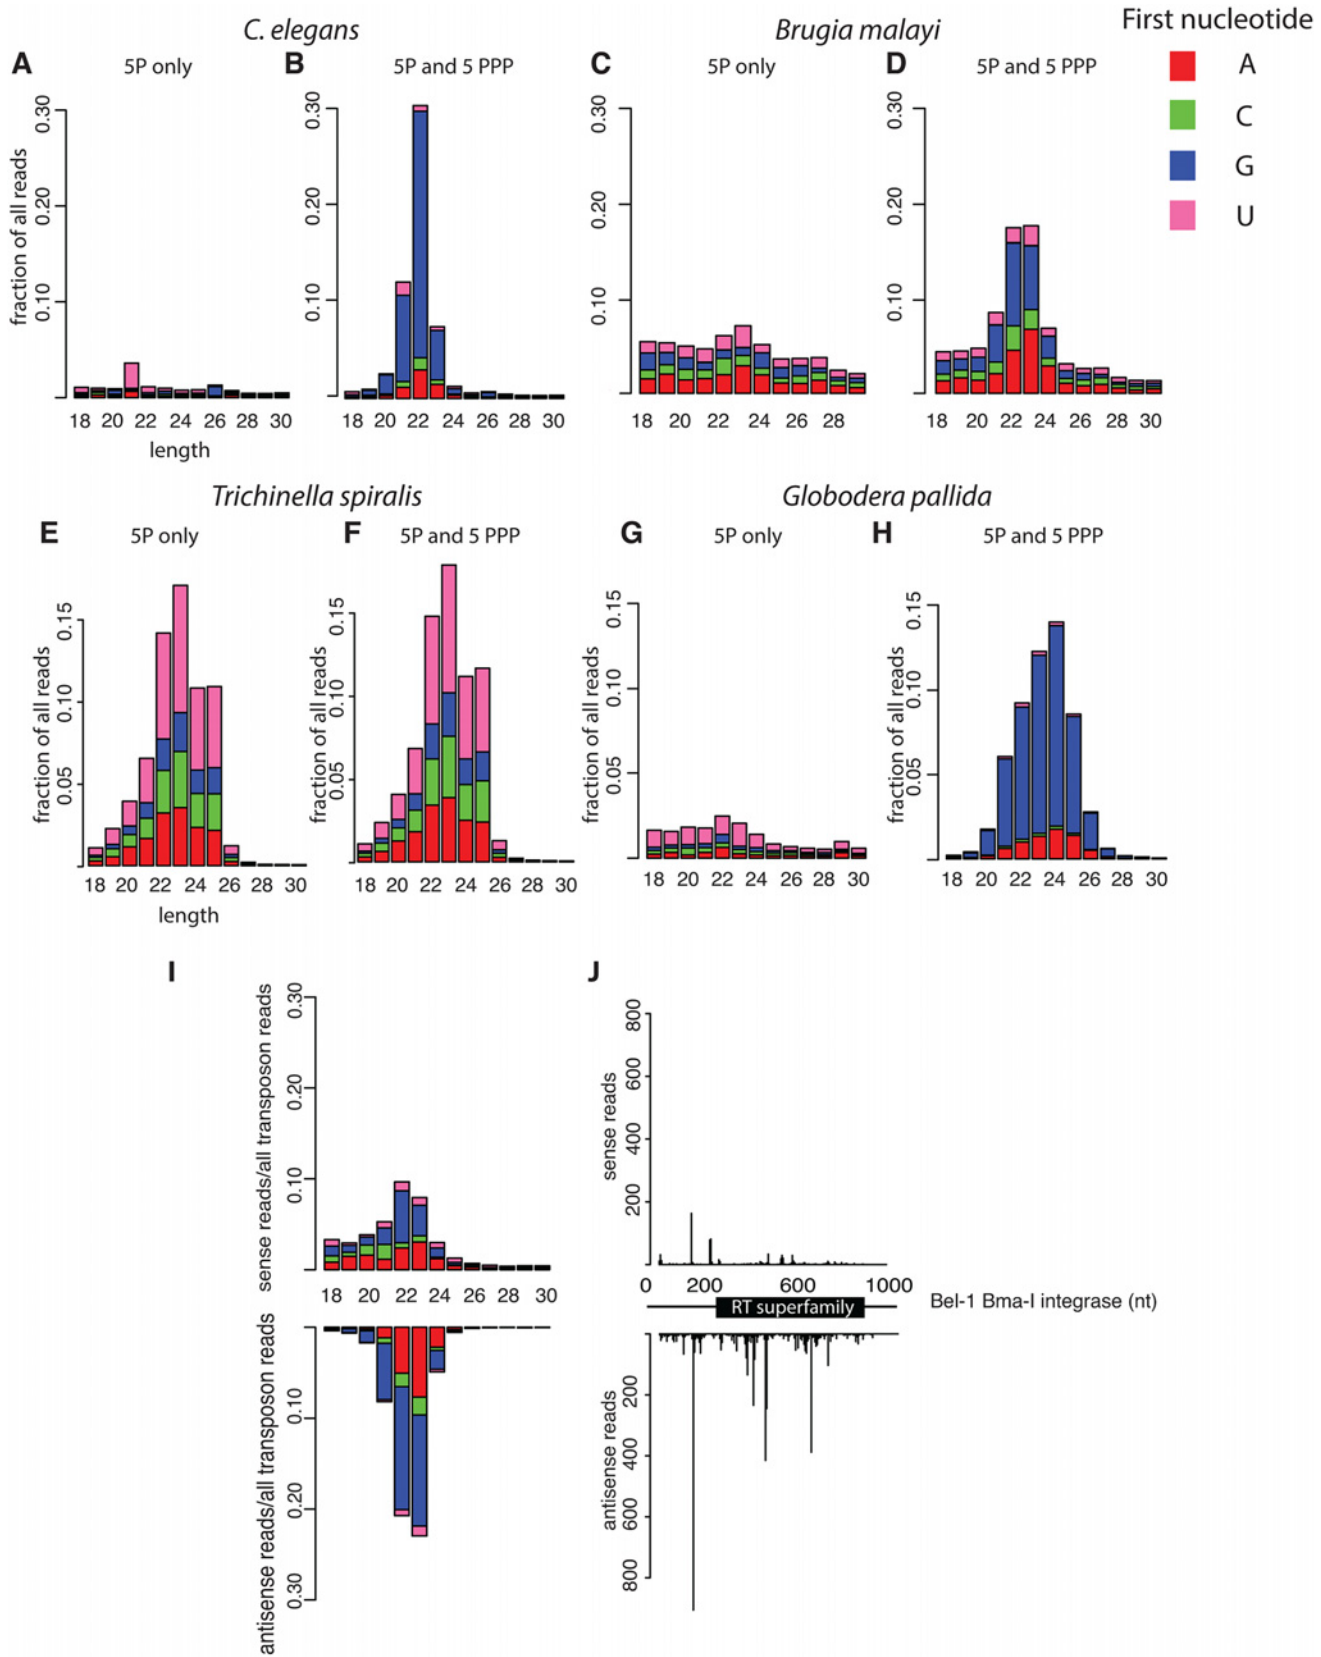 C. elegans
Brugia malayi
First nucleotide
A
C
G
U
A 5P only
B 5P and 5 PPP
C 5P only
D 5P and 5 PPP
fraction of all reads
0.30
0.20
0.10
18 20 22 24 26 28 30
length
0.30
0.20
0.10
18 20 22 24 26 28 30
0.30
0.20
0.10
18 20 22 24 26 28
0.30
0.20
0.10
18 20 22 24 26 28 30
Trichinella spiralis
Globodera pallida
E 5P only
F 5P and 5 PPP
G 5P only
H 5P and 5 PPP
fraction of all reads
0.15
0.10
0.05
18 20 22 24 26 28 30
length
fraction of all reads
0.15
0.10
0.05
18 20 22 24 26 28 30
fraction of all reads
0.15
0.10
0.05
18 20 22 24 26 28 30
fraction of all reads
0.15
0.10
0.05
18 20 22 24 26 28 30
I
sense reads/all transposon reads
0.30
0.20
0.10
18 20 22 24 26 28 30
antisense reads/all transposon reads
0.10
0.20
0.30
J
sense reads
800
600
400
200
0 200 600 1000
RT superfamily
Bel-1 Bma-I integrase (nt)
antisense reads
200
400
600
800